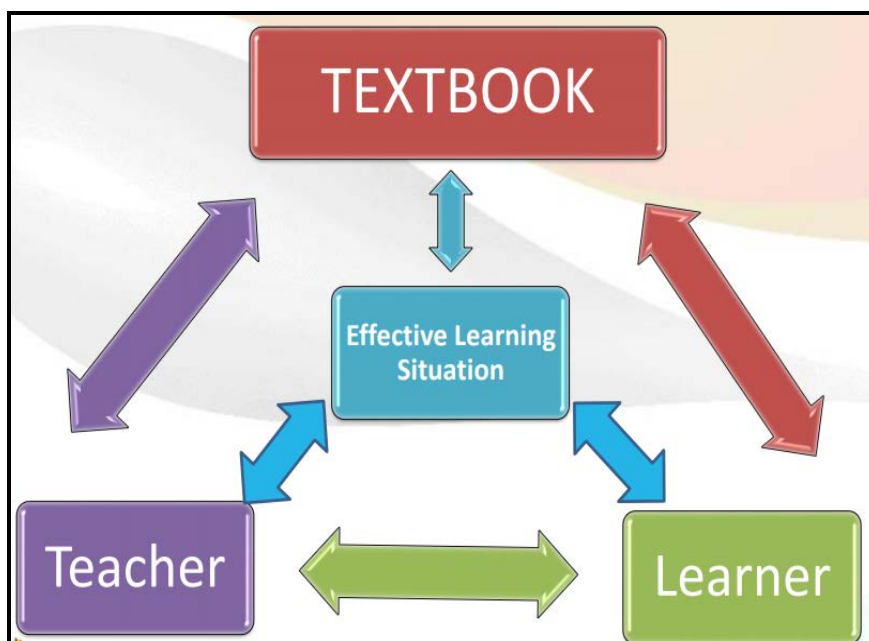 TEXTBOOK
Effective Learning
Situation
Teacher
Learner